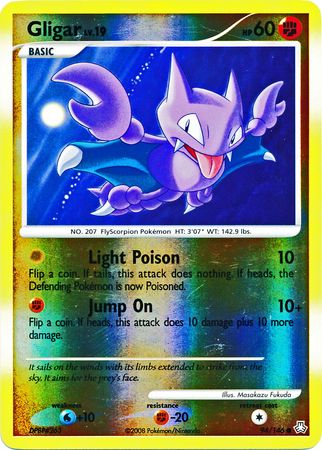 Gligar LV.19 HP 60
BASIC
NO. 207 FlyScorpion Pokémon HT: 3'07" WT: 142.9 lbs.
Light Poison 10
Flip a coin. If tails, this attack does nothing. If heads, the
Defending Pokémon is now Poisoned.
Jump On 10+
Flip a coin. If heads, this attack does 10 damage plus 10 more
damage.
It sails on the winds with its limbs extended to strike from the
sky. It aims for the prey's face.
Illus. Masakazu Fukuda
weakness resistance retreat cost
+10 -20
DPBP#265 ©2008 Pokémon/Nintendo 94/146